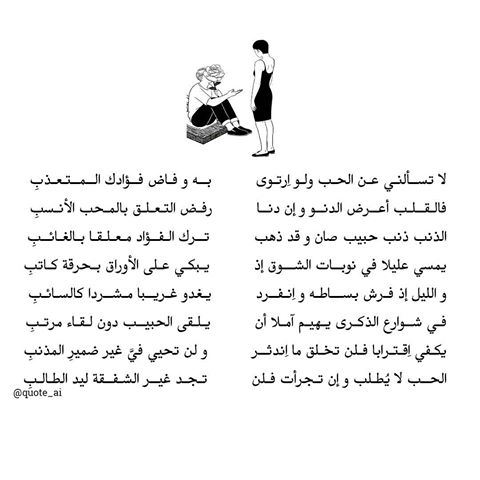 لا تسألني عن الحب ولو اِرتوى به و فاض فؤادك المتعذبِ
فالقلب أعرض الدنو و إن دنا رفض التعلق بالمحب الأنسبِ
الذنب ذنب حبيب صان و قد ذهب ترك الفؤاد معلقا بالغائبِ
يمسي عليلا في نوبات الشوق إذ يبكي على الأوراق بحرقة كاتبِ
و الليل إذ فرش بساطه و اِنفرد يغدو غريبا مشردا كالسائبِ
في شوارع الذكرى يهيم آملا أن يلقى الحبيب دون لقاء مرتبِ
يكفي اِقترابا فلن تخلق ما اِندثر و لن تحيي فيَّ غير ضمير المذنبِ
الحب لا يُطلب و إن تجرأت فلن تجد غير الشفقة ليد الطالبِ
@quote_ai